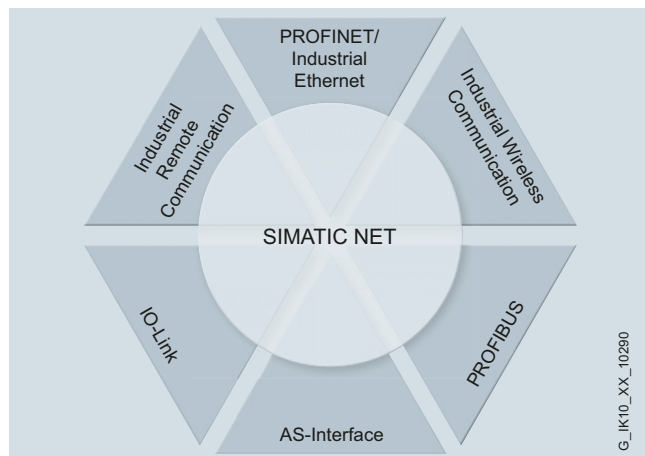 PROFINET/
Industrial
Ethernet
Industrial
Remote
Communication
Industrial Wireless
Communication
SIMATIC NET
IO-Link
PROFIBUS
AS-Interface
G_IK10_XX_10290